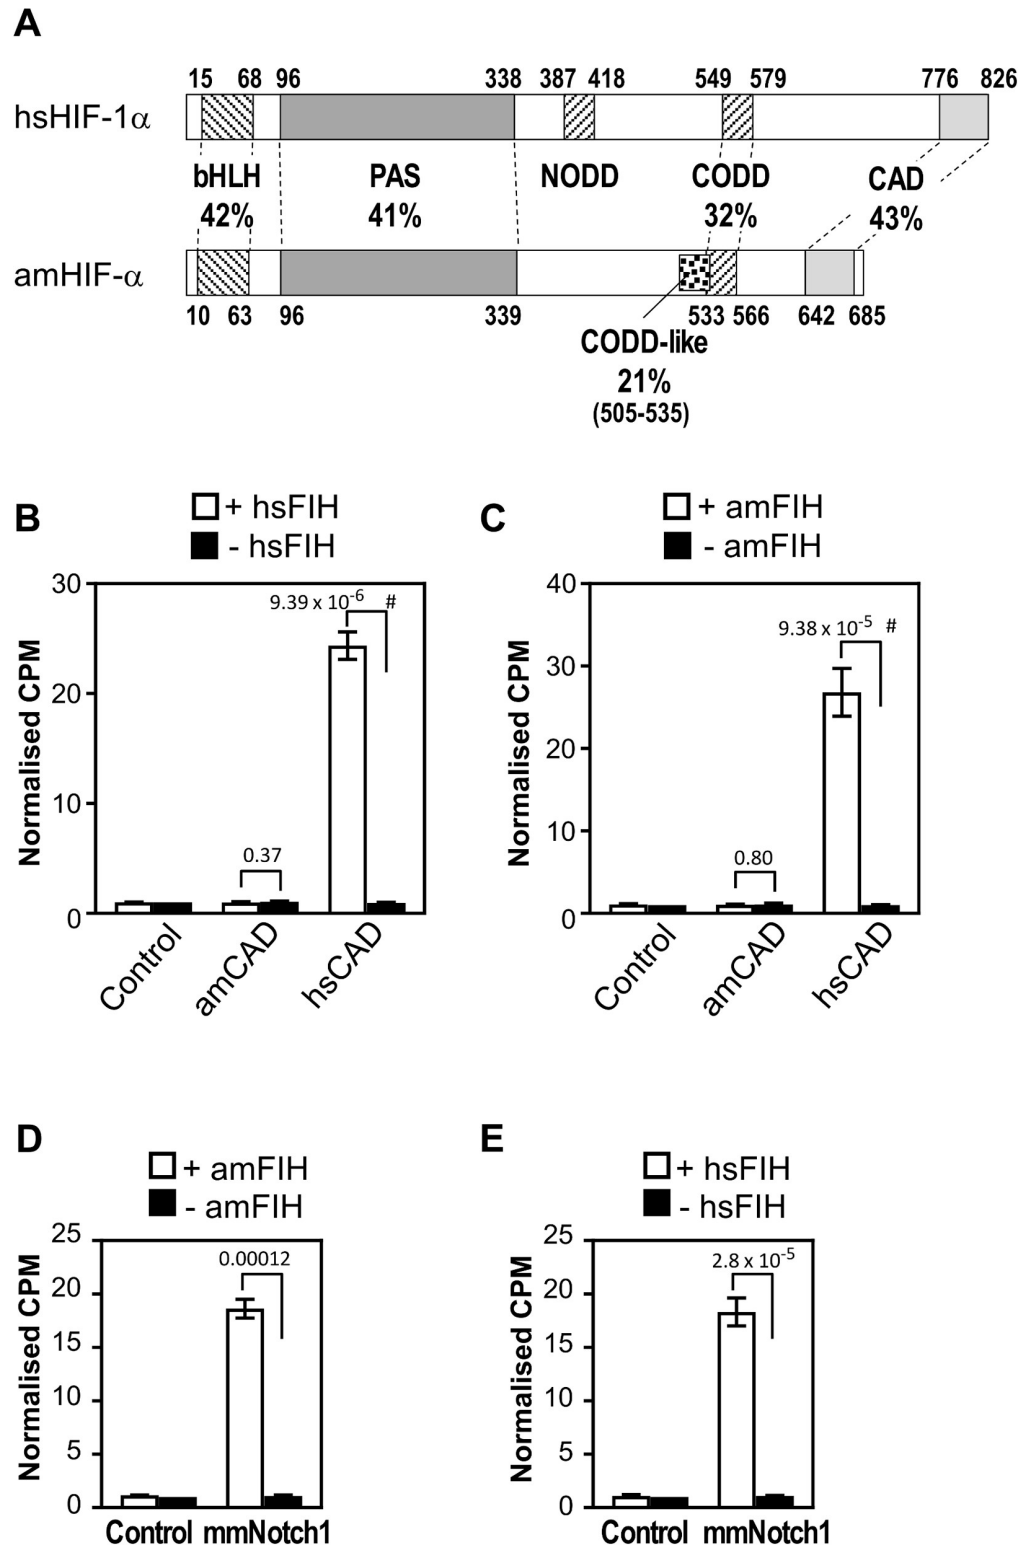 A
15 68 96 338 387 418 549 579 776 826
hsHIF-1α
bHLH PAS NODD CODD CAD
42% 41% 32% 43%
amHIF-α
10 63 96 339 533 566 642 685
CODD-like
21%
(505-535)
B
+ hsFIH
- hsFIH
Normalised CPM
30
20
10
0
9.39 x 10-6 #
0.37
Control
amCAD
hsCAD
C
+ amFIH
- amFIH
Normalised CPM
40
30
20
10
0
9.38 x 10-5 #
0.80
Control
amCAD
hsCAD
D
+ amFIH
- amFIH
Normalised CPM
25
20
15
10
5
0
0.00012
Control mmNotch1
E
+ hsFIH
- hsFIH
Normalised CPM
25
20
15
10
5
0
2.8 x 10-5
Control mmNotch1